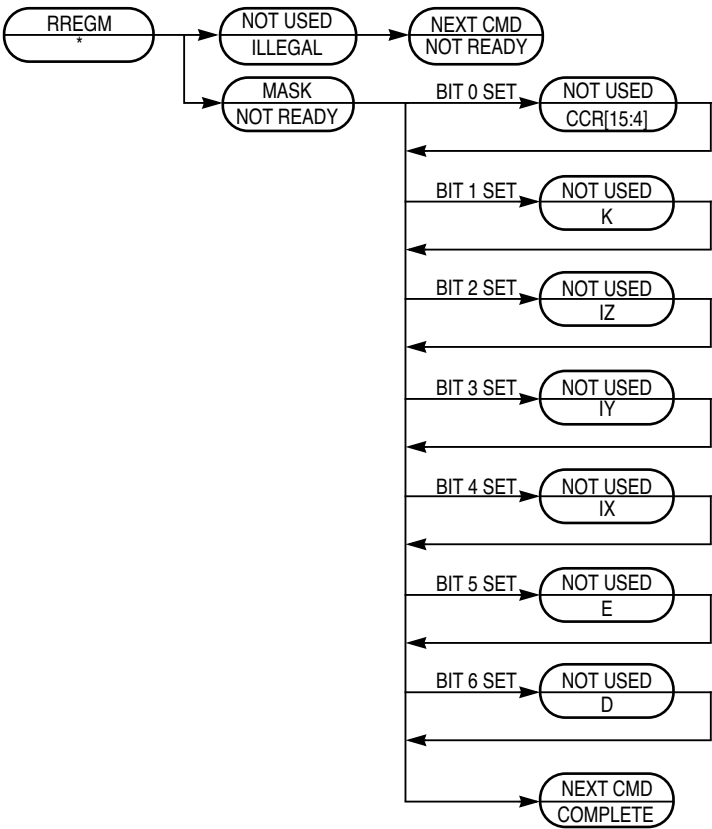 RREGM
*
NOT USED
ILLEGAL
NEXT CMD
NOT READY
MASK
NOT READY
BIT 0 SET
NOT USED
CCR[15:4]
BIT 1 SET
NOT USED
K
BIT 2 SET
NOT USED
IZ
BIT 3 SET
NOT USED
IY
BIT 4 SET
NOT USED
IX
BIT 5 SET
NOT USED
E
BIT 6 SET
NOT USED
D
NEXT CMD
COMPLETE